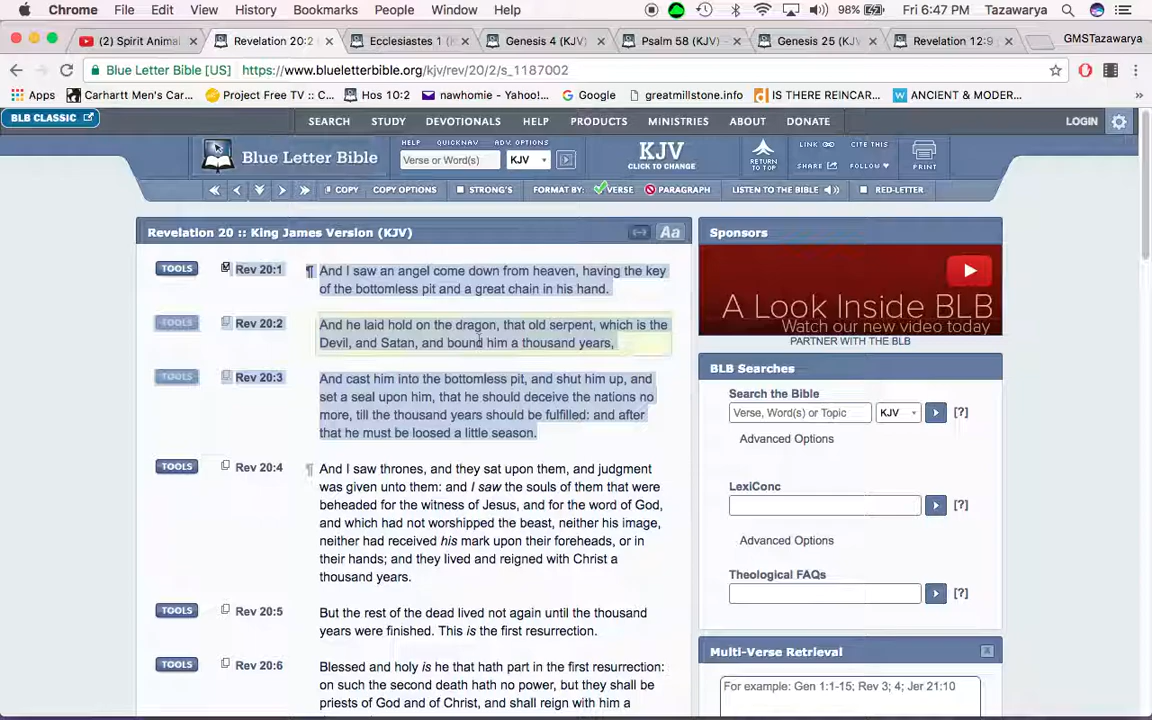 Chrome File Edit View History Bookmarks People Window Help 98% Fri 6:47 PM Tazawarya
(2) Spirit Anima Revelation 20:2 Ecclesiastes 1 (KJV) Genesis 4 (KJV) Psalm 58 (KJV) Genesis 25 (KJV) Revelation 12:9 GMSTazawarya
Blue Letter Bible [US] https://www.blueletterbible.org/kjv/rev/20/2/s_1187002
Apps Carhartt Men's Car... Project Free TV :: C... Hos 10:2 nawhomie - Yahoo!... Google greatmillstone.info IS THERE REINCAR... ANCIENT & MODER... »
BLB CLASSIC SEARCH STUDY DEVOTIONALS HELP PRODUCTS MINISTRIES ABOUT DONATE LOGIN
HELP QUICKNAV ADV. OPTIONS
Blue Letter Bible Verse or Word(s) KJV KJV CLICK TO CHANGE RETURN TO TOP LINK CITE THIS SHARE FOLLOW PRINT
COPY COPY OPTIONS STRONG'S FORMAT BY: VERSE PARAGRAPH LISTEN TO THE BIBLE RED-LETTER
Revelation 20 :: King James Version (KJV) Aa
TOOLS Rev 20:1 ¶ And I saw an angel come down from heaven, having the key
of the bottomless pit and a great chain in his hand.
TOOLS Rev 20:2 And he laid hold on the dragon, that old serpent, which is the
Devil, and Satan, and bound him a thousand years,
TOOLS Rev 20:3 And cast him into the bottomless pit, and shut him up, and
set a seal upon him, that he should deceive the nations no
more, till the thousand years should be fulfilled: and after
that he must be loosed a little season.
TOOLS Rev 20:4 ¶ And I saw thrones, and they sat upon them, and judgment
was given unto them: and I saw the souls of them that were
beheaded for the witness of Jesus, and for the word of God,
and which had not worshipped the beast, neither his image,
neither had received his mark upon their foreheads, or in
their hands; and they lived and reigned with Christ a
thousand years.
TOOLS Rev 20:5 But the rest of the dead lived not again until the thousand
years were finished. This is the first resurrection.
TOOLS Rev 20:6 Blessed and holy is he that hath part in the first resurrection:
on such the second death hath no power, but they shall be
priests of God and of Christ, and shall reign with him a
Sponsors
A Look Inside BLB
Watch our new video today
PARTNER WITH THE BLB
BLB Searches
Search the Bible
Verse, Word(s) or Topic KJV [?]
Advanced Options
LexiConc
[?]
Advanced Options
Theological FAQs
[?]
Multi-Verse Retrieval
For example: Gen 1:1-15; Rev 3; 4; Jer 21:10